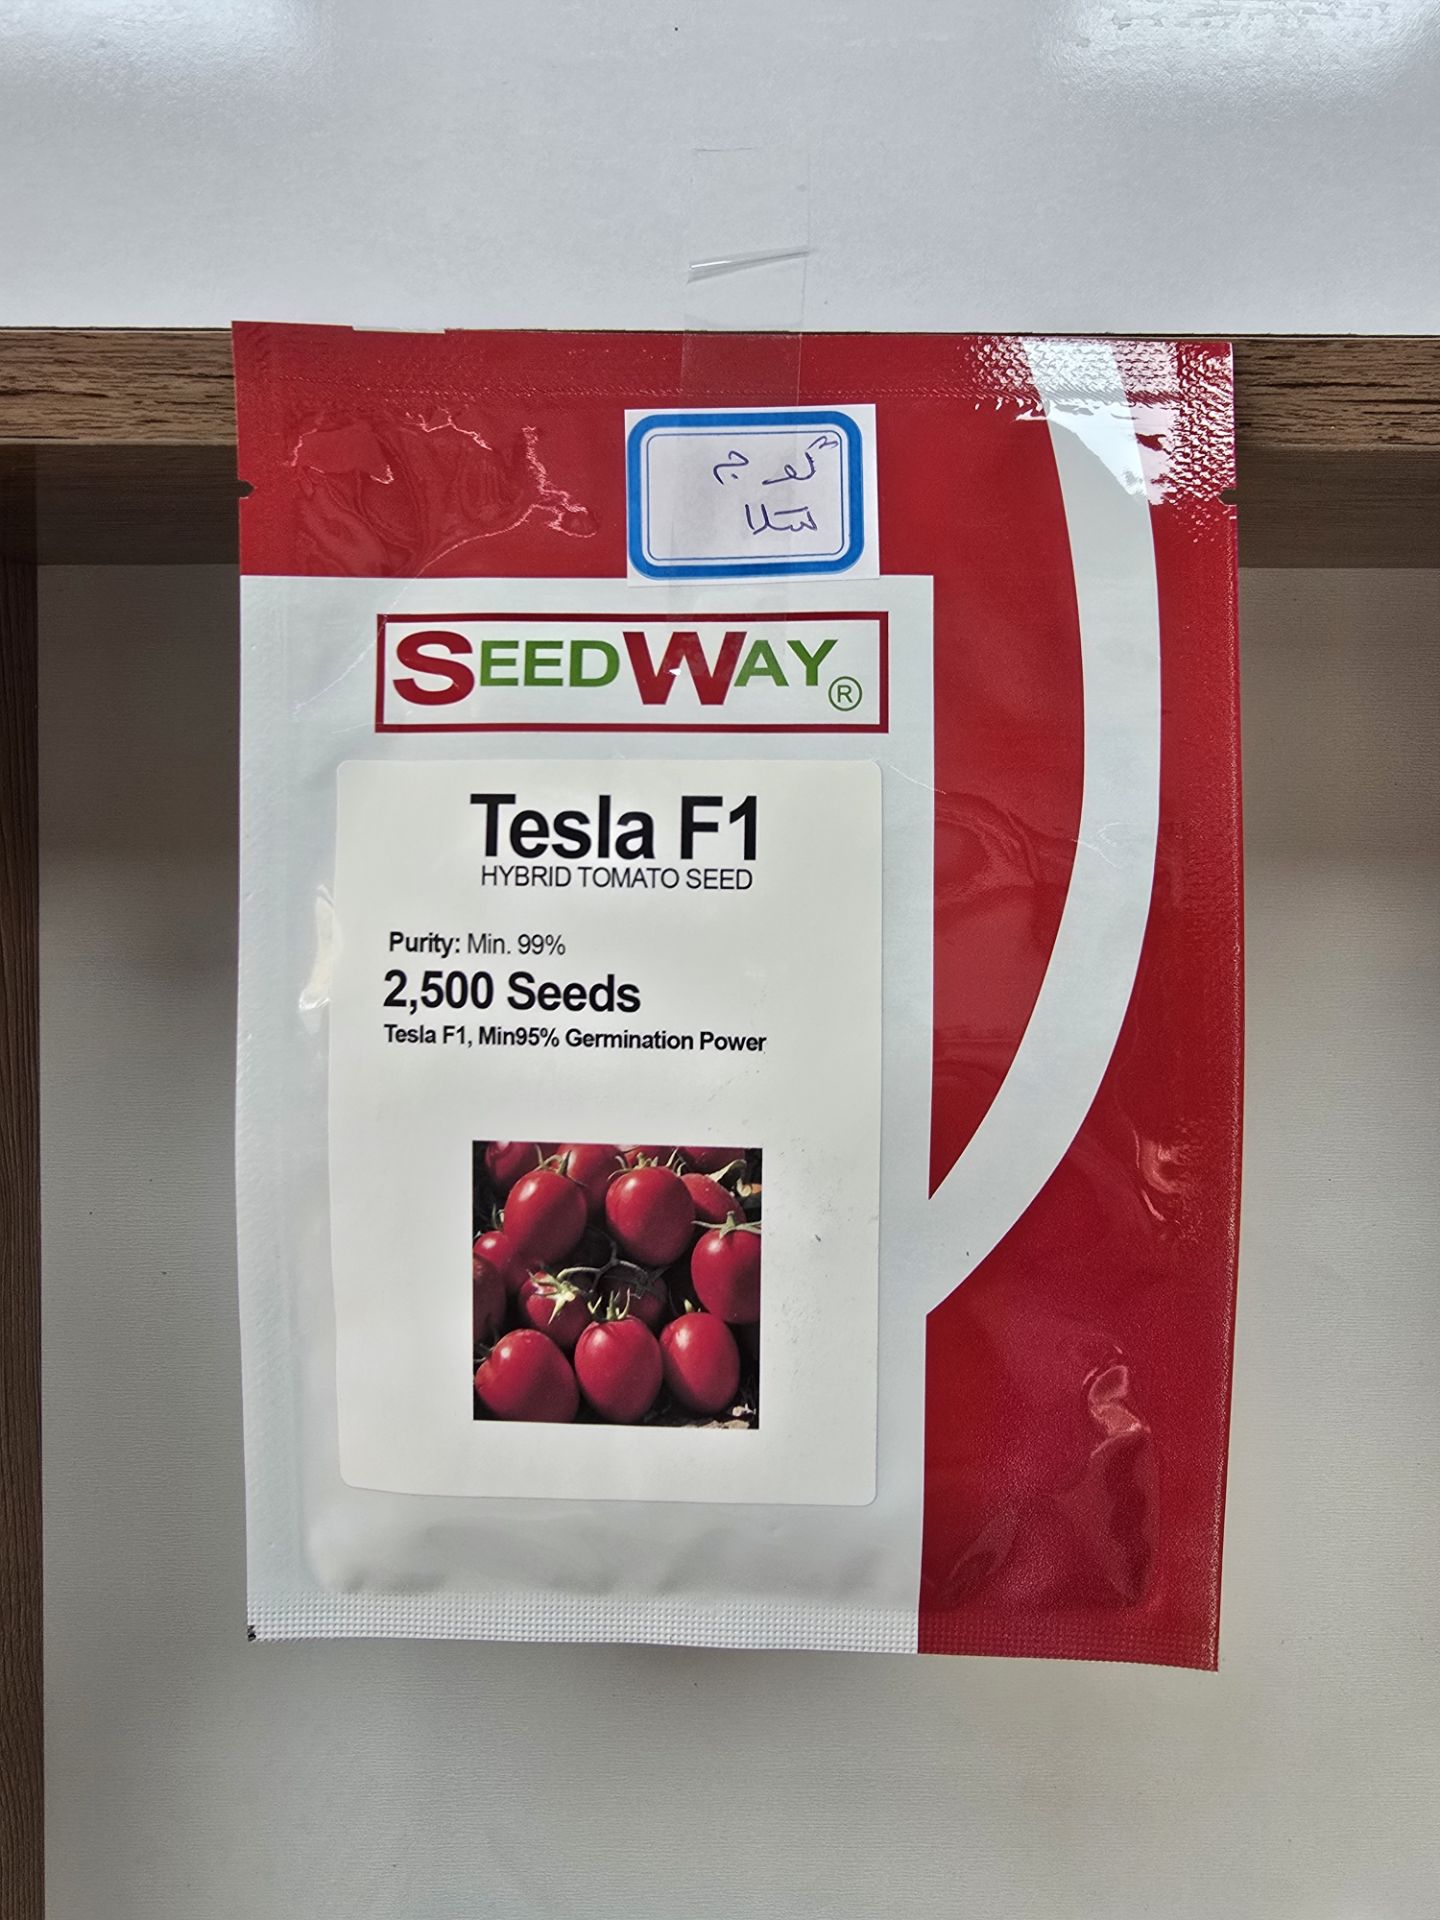 گوجه
تسلا
SEEDWAY®
Tesla F1
HYBRID TOMATO SEED
Purity: Min. 99%
2,500 Seeds
Tesla F1, Min95% Germination Power